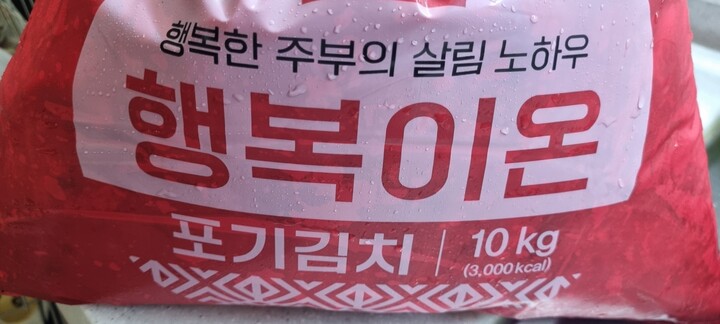 행복한 주부의 살림 노하우
행복이온
포기김치 | 10 kg
(3,000 kcal)